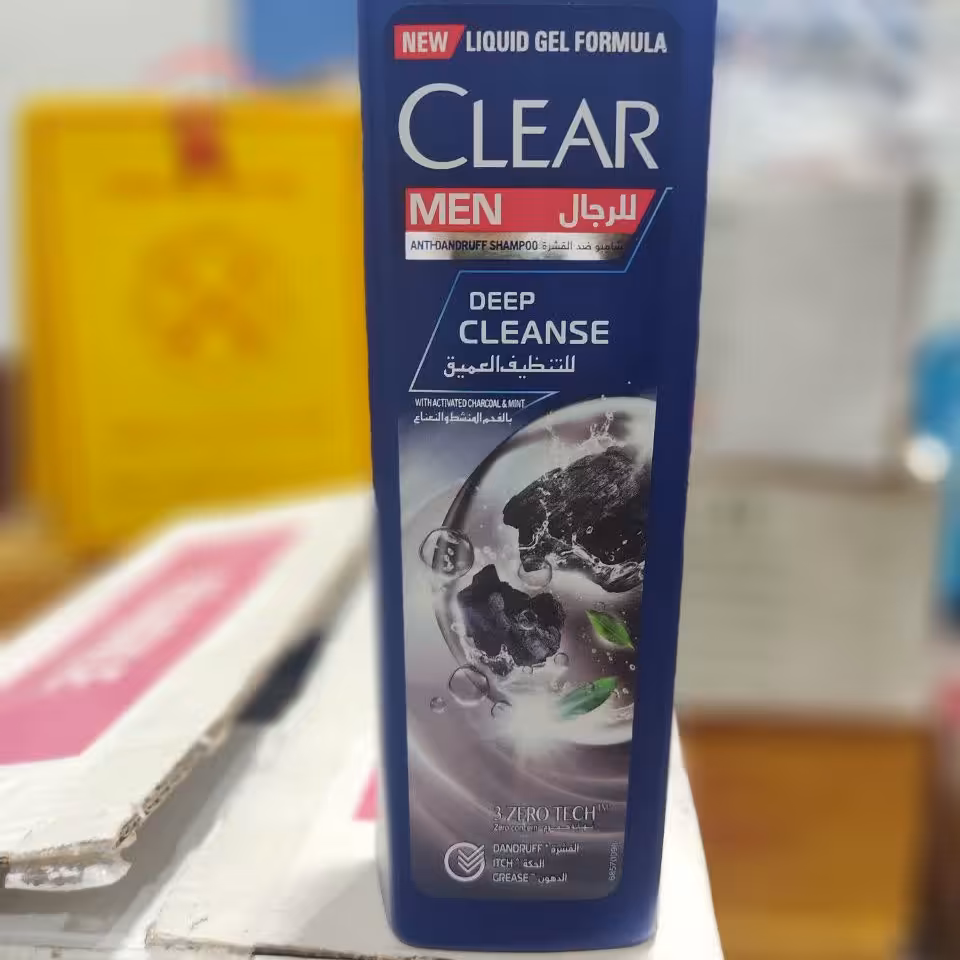 NEW LIQUID GEL FORMULA
CLEAR
MEN للرجال
ANTI-DANDRUFF SHAMPOO شامبو ضد القشرة
DEEP
CLEANSE
للتنظيف العميق
WITH ACTIVATED CHARCOAL & MINT
بالفحم المنشط والنعناع
3 ZERO TECH
DANDRUFF القشرة
ITCH الحكة
GREASE الدهون